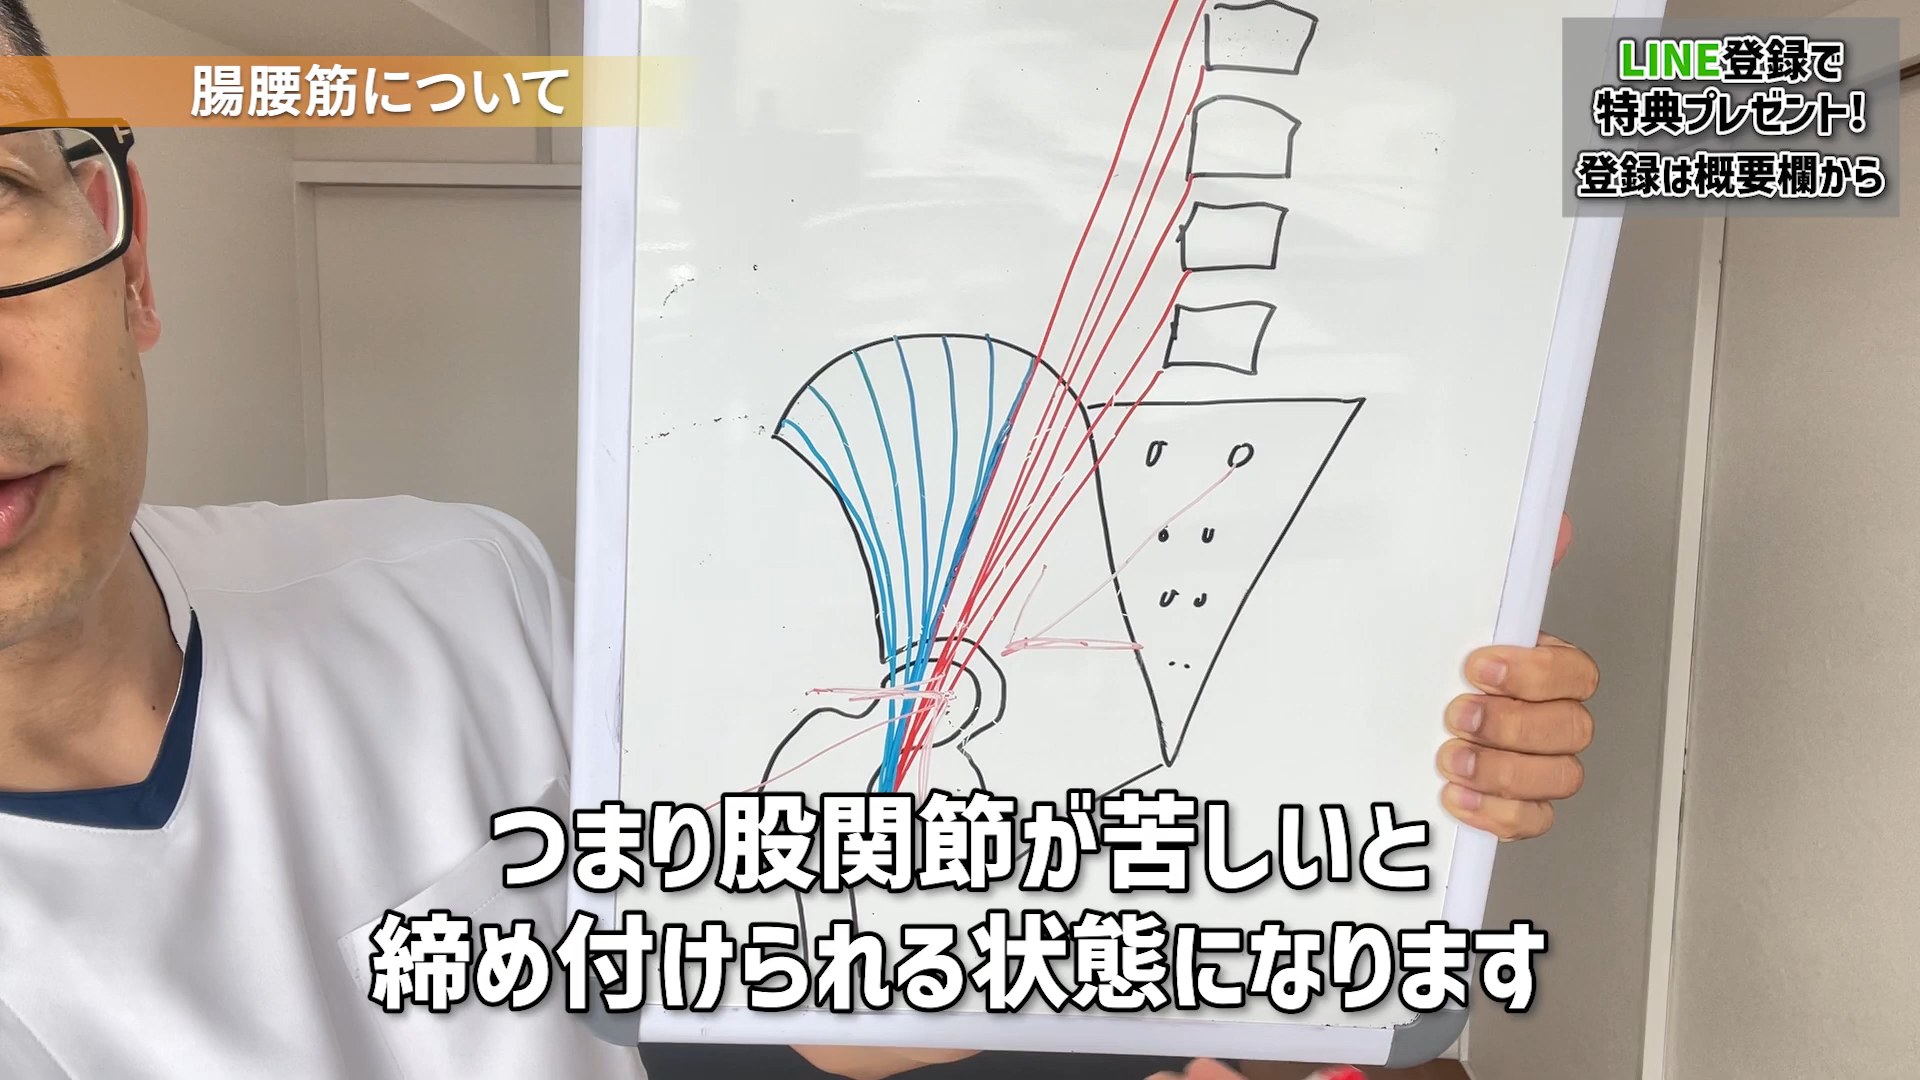 腸腰筋について
LINE登録で
特典プレゼント!
登録は概要欄から
つまり股関節が苦しいと
締め付けられる状態になります